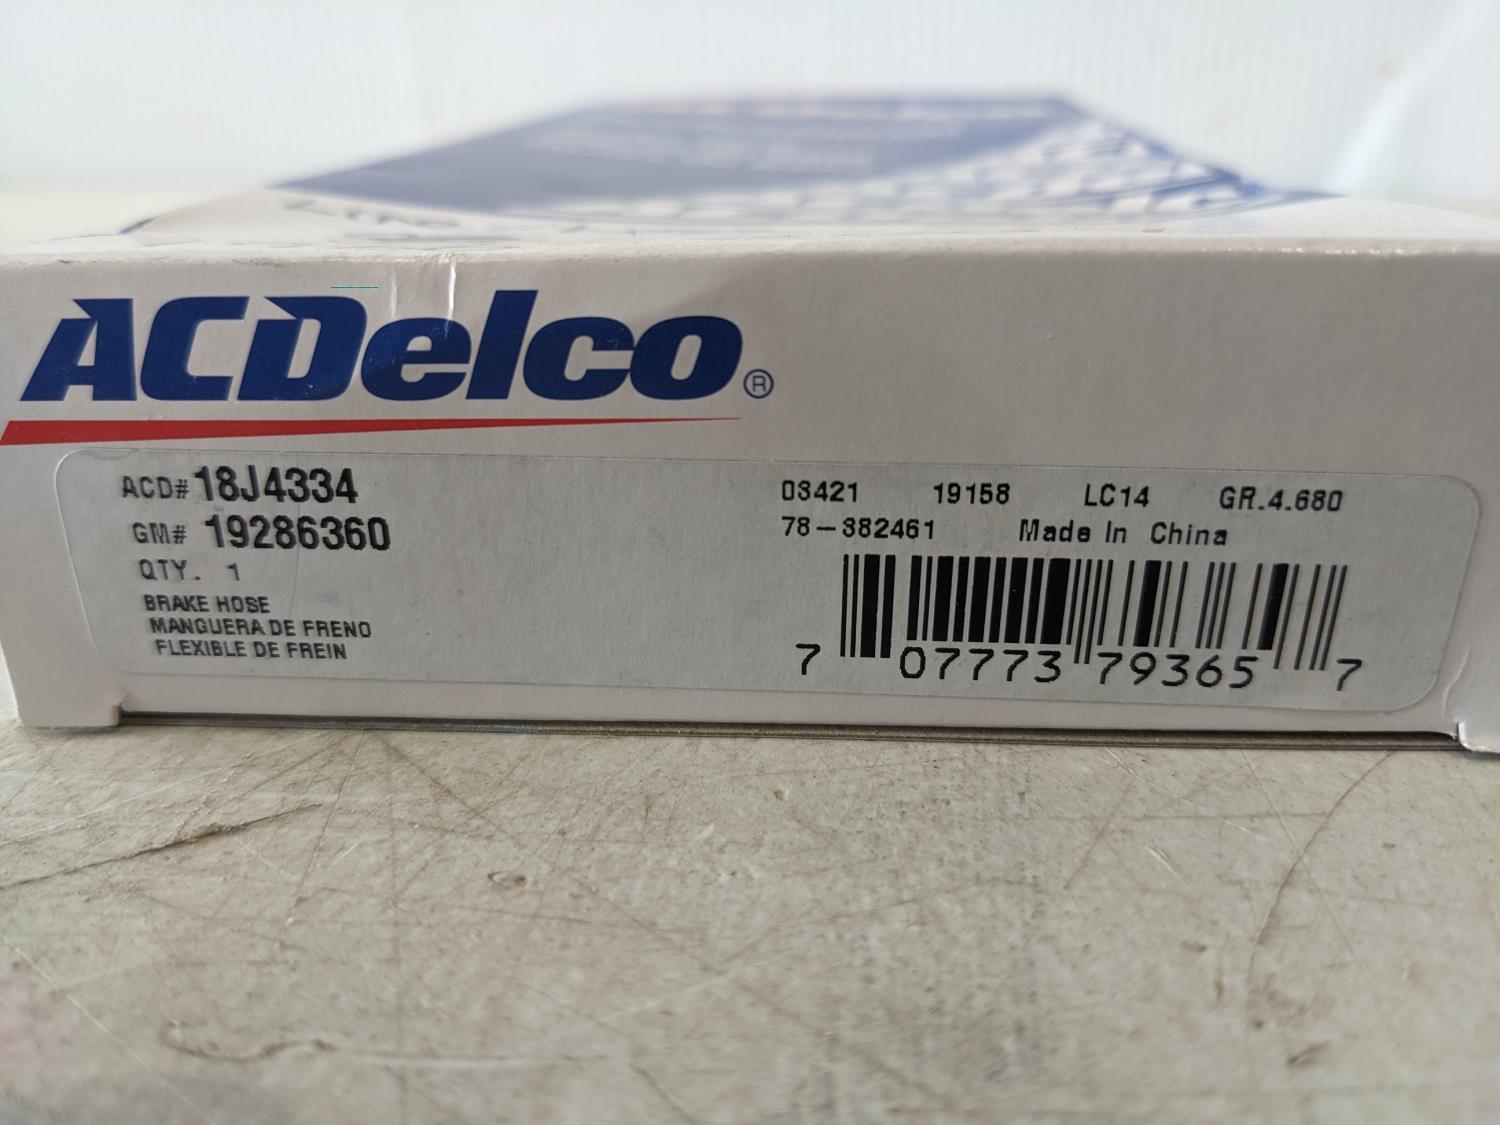 ACDelco®
ACD# 18J4334
GM# 19286360
QTY. 1
BRAKE HOSE
MANGUERA DE FRENO
FLEXIBLE DE FREIN
03421 19158 LC14 GR.4.680
78-382461 Made In China
7 07773 79365 7